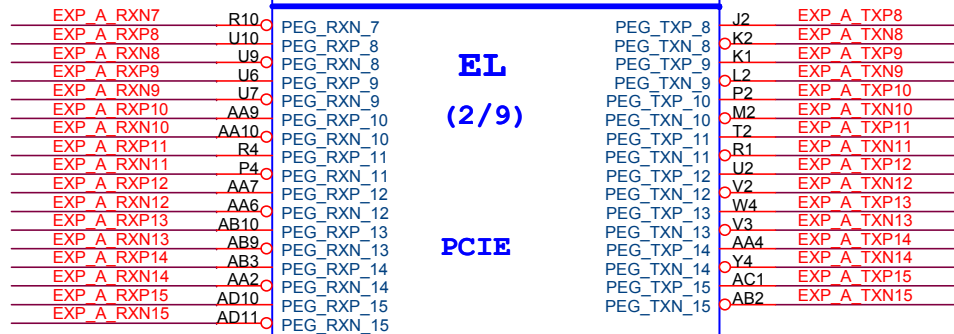 EXP_A_RXN7 R10 PEG_RXN_7 PEG_TXP_8 J2 EXP_A_TXP8
EXP_A_RXP8 U10 PEG_RXP_8 PEG_TXN_8 K2 EXP_A_TXN8
EXP_A_RXN8 U9 PEG_RXN_8 EL PEG_TXP_9 K1 EXP_A_TXP9
EXP_A_RXP9 U6 PEG_RXP_9 PEG_TXN_9 L2 EXP_A_TXN9
EXP_A_RXN9 U7 PEG_RXN_9 PEG_TXP_10 P2 EXP_A_TXP10
EXP_A_RXP10 AA9 PEG_RXP_10 (2/9) PEG_TXN_10 M2 EXP_A_TXN10
EXP_A_RXN10 AA10 PEG_RXN_10 PEG_TXP_11 T2 EXP_A_TXP11
EXP_A_RXP11 R4 PEG_RXP_11 PEG_TXN_11 R1 EXP_A_TXN11
EXP_A_RXN11 P4 PEG_RXN_11 PEG_TXP_12 U2 EXP_A_TXP12
EXP_A_RXP12 AA7 PEG_RXP_12 PEG_TXN_12 V2 EXP_A_TXN12
EXP_A_RXN12 AA6 PEG_RXN_12 PEG_TXP_13 W4 EXP_A_TXP13
EXP_A_RXP13 AB10 PEG_RXP_13 PEG_TXN_13 V3 EXP_A_TXN13
EXP_A_RXN13 AB9 PEG_RXN_13 PCIE PEG_TXP_14 AA4 EXP_A_TXP14
EXP_A_RXP14 AB3 PEG_RXP_14 PEG_TXN_14 Y4 EXP_A_TXN14
EXP_A_RXN14 AA2 PEG_RXN_14 PEG_TXP_15 AC1 EXP_A_TXP15
EXP_A_RXP15 AD10 PEG_RXP_15 PEG_TXN_15 AB2 EXP_A_TXN15
EXP_A_RXN15 AD11 PEG_RXN_15